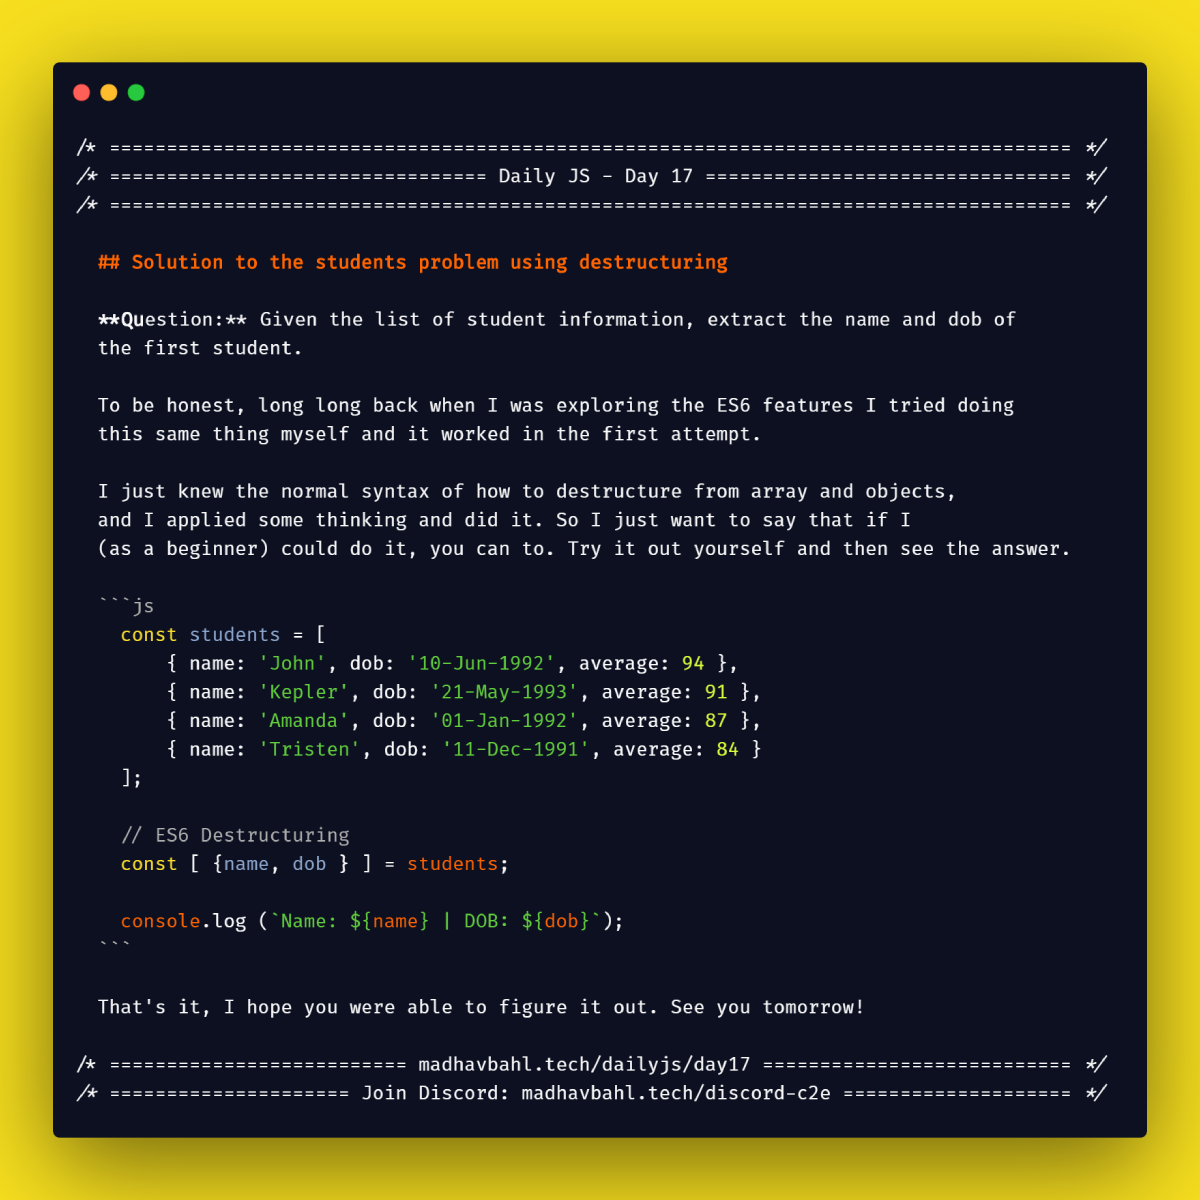 /* ==================================================================================== */
/* ================================= Daily JS - Day 17 ================================ */
/* ==================================================================================== */
## Solution to the students problem using destructuring
**Question:** Given the list of student information, extract the name and dob of
the first student.
To be honest, long long back when I was exploring the ES6 features I tried doing
this same thing myself and it worked in the first attempt.
I just knew the normal syntax of how to destructure from array and objects,
and I applied some thinking and did it. So I just want to say that if I
(as a beginner) could do it, you can to. Try it out yourself and then see the answer.
```js
const students = [
{ name: 'John', dob: '10-Jun-1992', average: 94 },
{ name: 'Kepler', dob: '21-May-1993', average: 91 },
{ name: 'Amanda', dob: '01-Jan-1992', average: 87 },
{ name: 'Tristen', dob: '11-Dec-1991', average: 84 }
];
// ES6 Destructuring
const [ {name, dob } ] = students;
console.log (`Name: ${name} | DOB: ${dob}`);
```
That's it, I hope you were able to figure it out. See you tomorrow!
/* ========================== madhavbahl.tech/dailyjs/day17 =========================== */
/* ===================== Join Discord: madhavbahl.tech/discord-c2e ==================== */